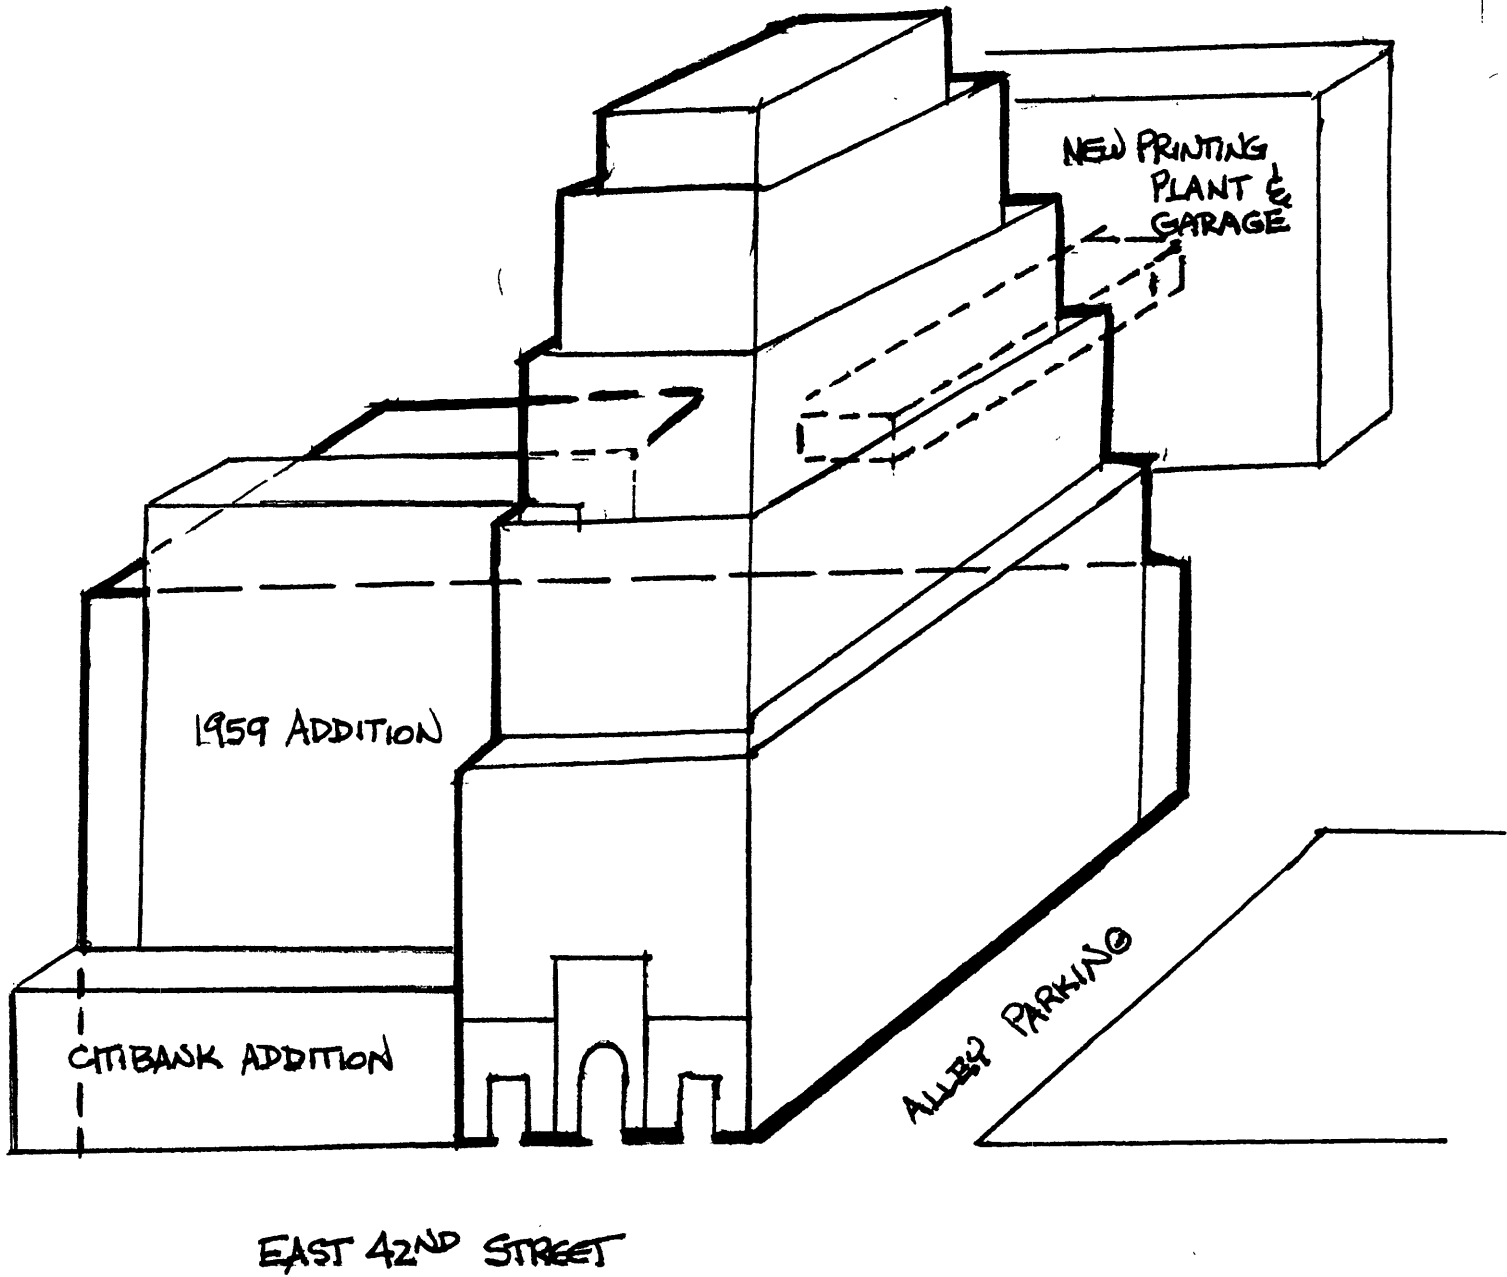 NEW PRINTING
PLANT &
GARAGE
1959 ADDITION
CITIBANK ADDITION
ALLEY PARKING
EAST 42ND STREET